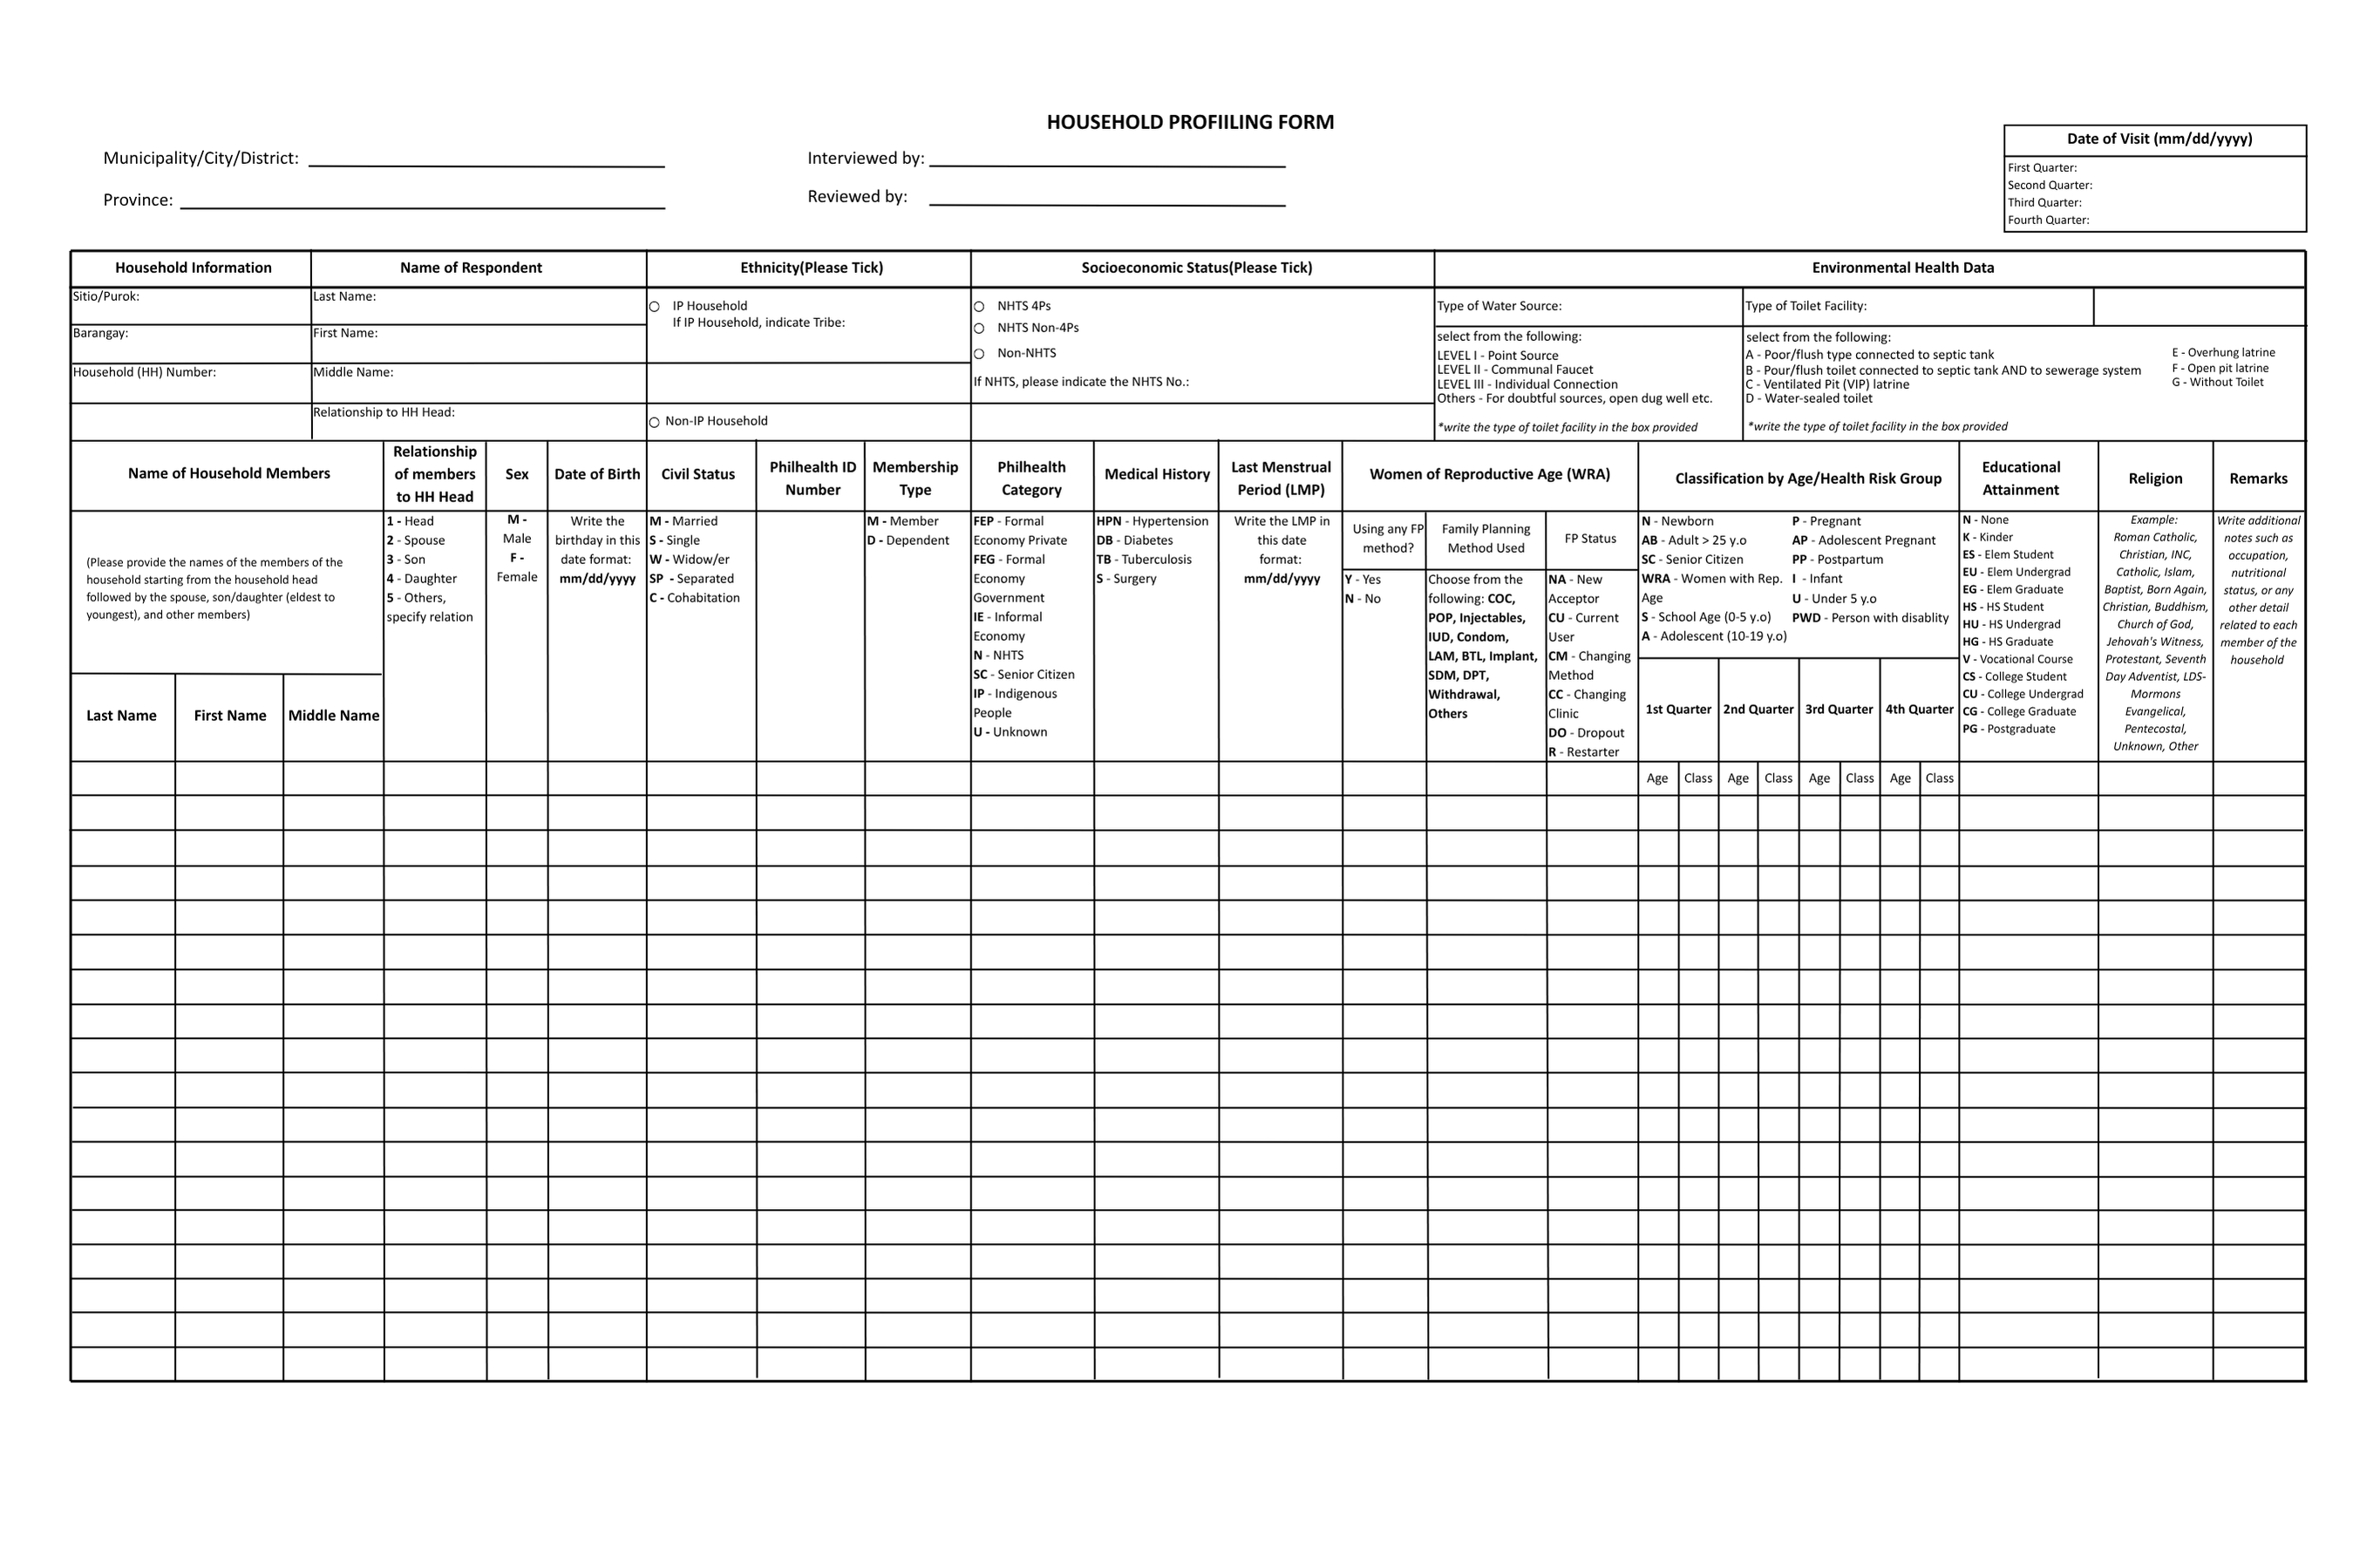 HOUSEHOLD PROFIILING FORM
Municipality/City/District:
Province:
Interviewed by:
Reviewed by:
Date of Visit (mm/dd/yyyy)
First Quarter:
Second Quarter:
Third Quarter:
Fourth Quarter:
Household Information
Sitio/Purok:
Barangay:
Household (HH) Number:
Name of Respondent
Last Name:
First Name:
Middle Name:
Relationship to HH Head:
Ethnicity(Please Tick)
IP Household
If IP Household, indicate Tribe:
Non-IP Household
Socioeconomic Status(Please Tick)
NHTS 4Ps
NHTS Non-4Ps
Non-NHTS
If NHTS, please indicate the NHTS No.:
Environmental Health Data
Type of Water Source:
select from the following:
LEVEL I - Point Source
LEVEL II - Communal Faucet
LEVEL III - Individual Connection
Others - For doubtful sources, open dug well etc.
*write the type of toilet facility in the box provided
Type of Toilet Facility:
select from the following:
A - Poor/flush type connected to septic tank
B - Pour/flush toilet connected to septic tank AND to sewerage system
C - Ventilated Pit (VIP) latrine
D - Water-sealed toilet
*write the type of toilet facility in the box provided
E - Overhung latrine
F - Open pit latrine
G - Without Toilet
Name of Household Members
(Please provide the names of the members of the
household starting from the household head
followed by the spouse, son/daughter (eldest to
youngest), and other members)
Last Name
First Name
Middle Name
Relationship
of members
to HH Head
1 - Head
2 - Spouse
3 - Son
4 - Daughter
5 - Others,
specify relation
Sex
M -
Male
F -
Female
Date of Birth
Write the
birthday in this
date format:
mm/dd/yyyy
Civil Status
M - Married
S - Single
W - Widow/er
SP - Separated
C - Cohabitation
Philhealth ID
Number
Membership
Type
M - Member
D - Dependent
Philhealth
Category
FEP - Formal
Economy Private
FEG - Formal
Economy
Government
IE - Informal
Economy
N - NHTS
SC - Senior Citizen
IP - Indigenous
People
U - Unknown
Medical History
HPN - Hypertension
DB - Diabetes
TB - Tuberculosis
S - Surgery
Last Menstrual
Period (LMP)
Write the LMP in
this date
format:
mm/dd/yyyy
Women of Reproductive Age (WRA)
Using any FP
method?
Y - Yes
N - No
Family Planning
Method Used
Choose from the
following: COC,
POP, Injectables,
IUD, Condom,
LAM, BTL, Implant,
SDM, DPT,
Withdrawal,
Others
FP Status
NA - New
Acceptor
CU - Current
User
CM - Changing
Method
CC - Changing
Clinic
DO - Dropout
R - Restarter
Classification by Age/Health Risk Group
N - Newborn
AB - Adult > 25 y.o
SC - Senior Citizen
WRA - Women with Rep.
Age
S - School Age (0-5 y.o)
A - Adolescent (10-19 y.o)
P - Pregnant
AP - Adolescent Pregnant
PP - Postpartum
I - Infant
U - Under 5 y.o
PWD - Person with disablity
1st Quarter
2nd Quarter
3rd Quarter
4th Quarter
Age Class Age Class Age Class Age Class
Educational
Attainment
N - None
K - Kinder
ES - Elem Student
EU - Elem Undergrad
EG - Elem Graduate
HS - HS Student
HU - HS Undergrad
HG - HS Graduate
V - Vocational Course
CS - College Student
CU - College Undergrad
CG - College Graduate
PG - Postgraduate
Religion
Example:
Roman Catholic,
Christian, INC,
Catholic, Islam,
Baptist, Born Again,
Christian, Buddhism,
Church of God,
Jehovah's Witness,
Protestant, Seventh
Day Adventist, LDS-
Mormons
Evangelical,
Pentecostal,
Unknown, Other
Remarks
Write additional
notes such as
occupation,
nutritional
status, or any
other detail
related to each
member of the
household